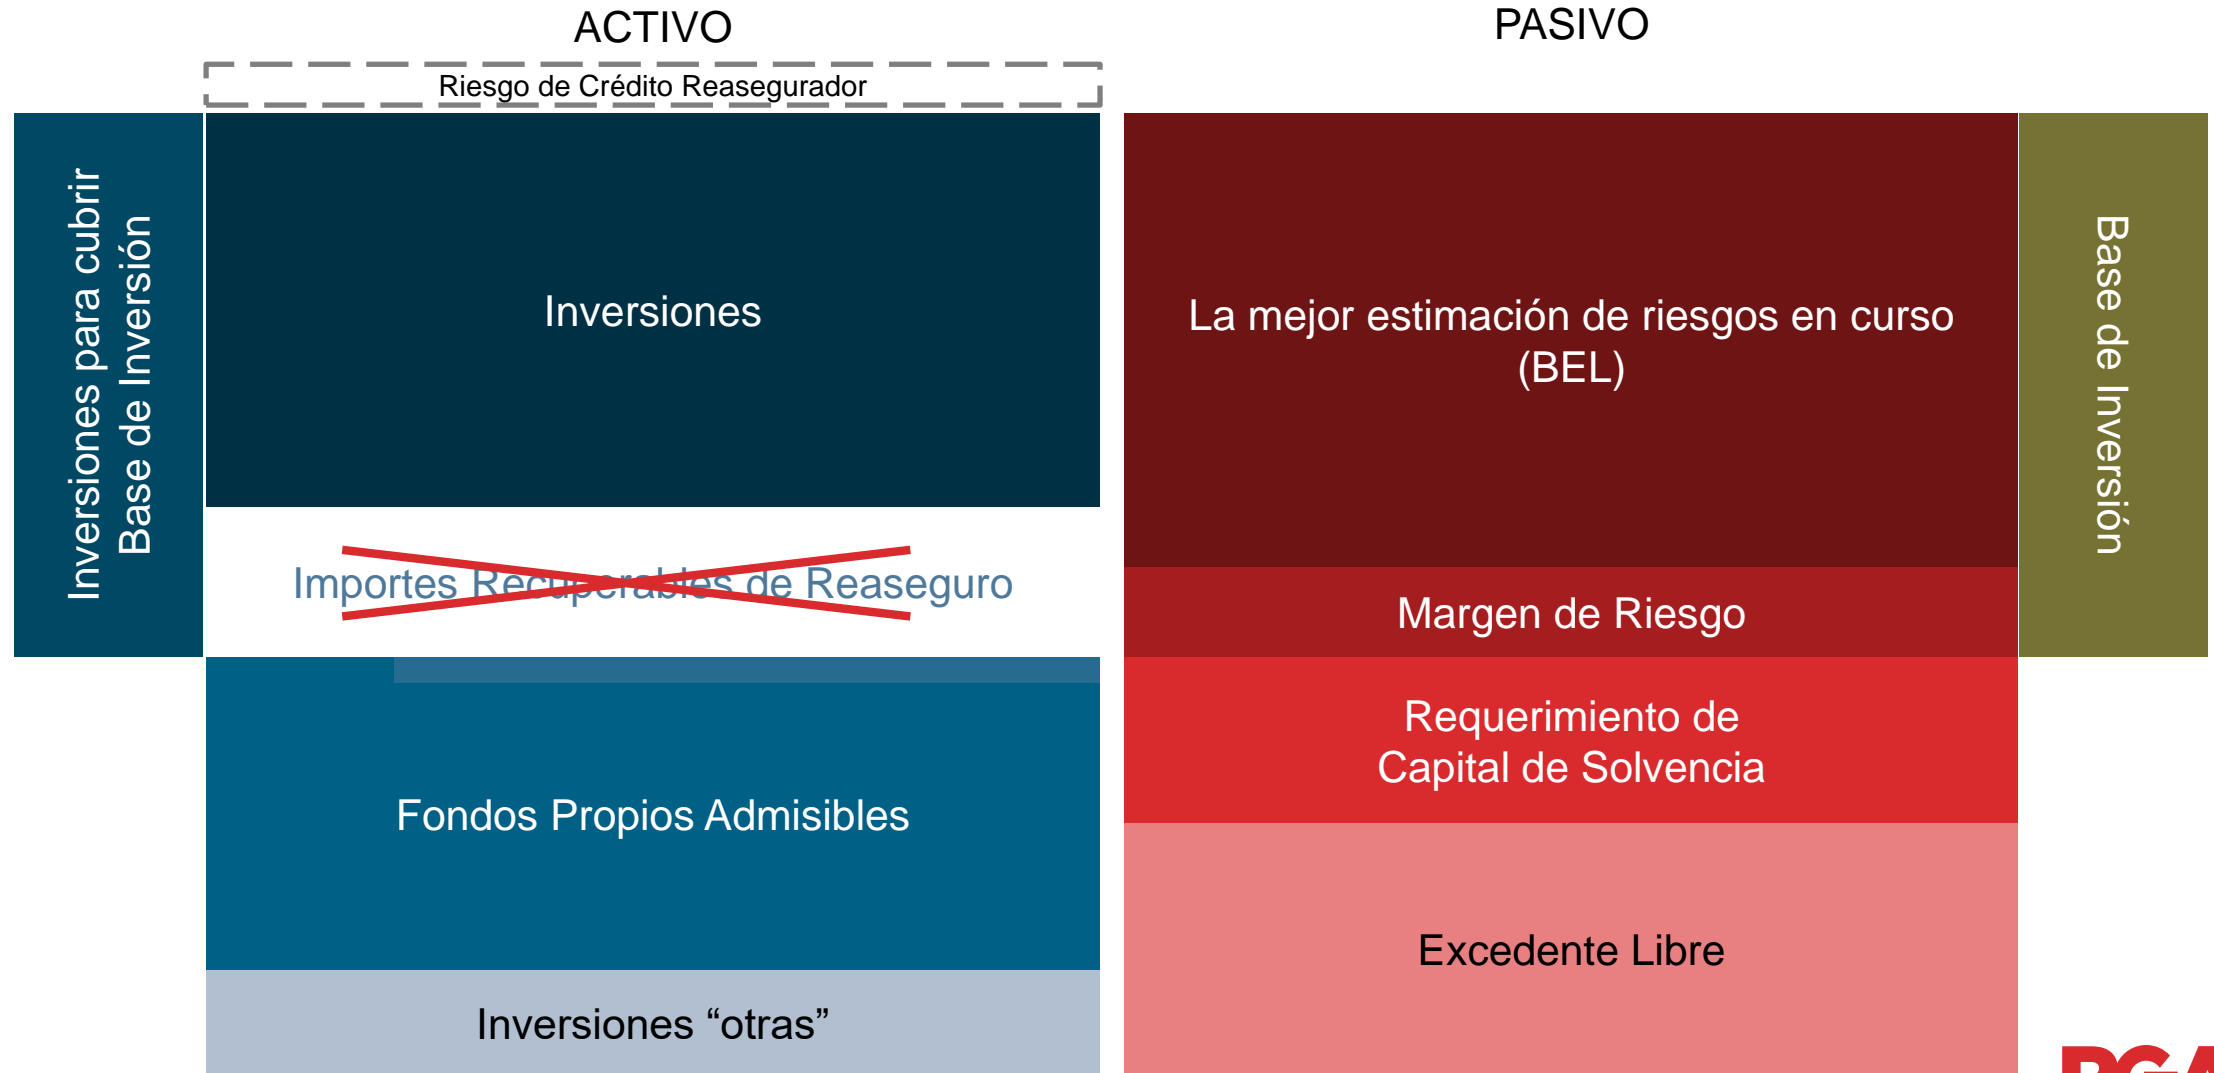 ACTIVO
PASIVO
Riesgo de Crédito Reasegurador
Inversiones para cubrir
Base de Inversión
Inversiones
Importes Recuperables de Reaseguro
Fondos Propios Admisibles
Inversiones “otras”
La mejor estimación de riesgos en curso
(BEL)
Margen de Riesgo
Requerimiento de
Capital de Solvencia
Excedente Libre
Base de Inversión
RGA